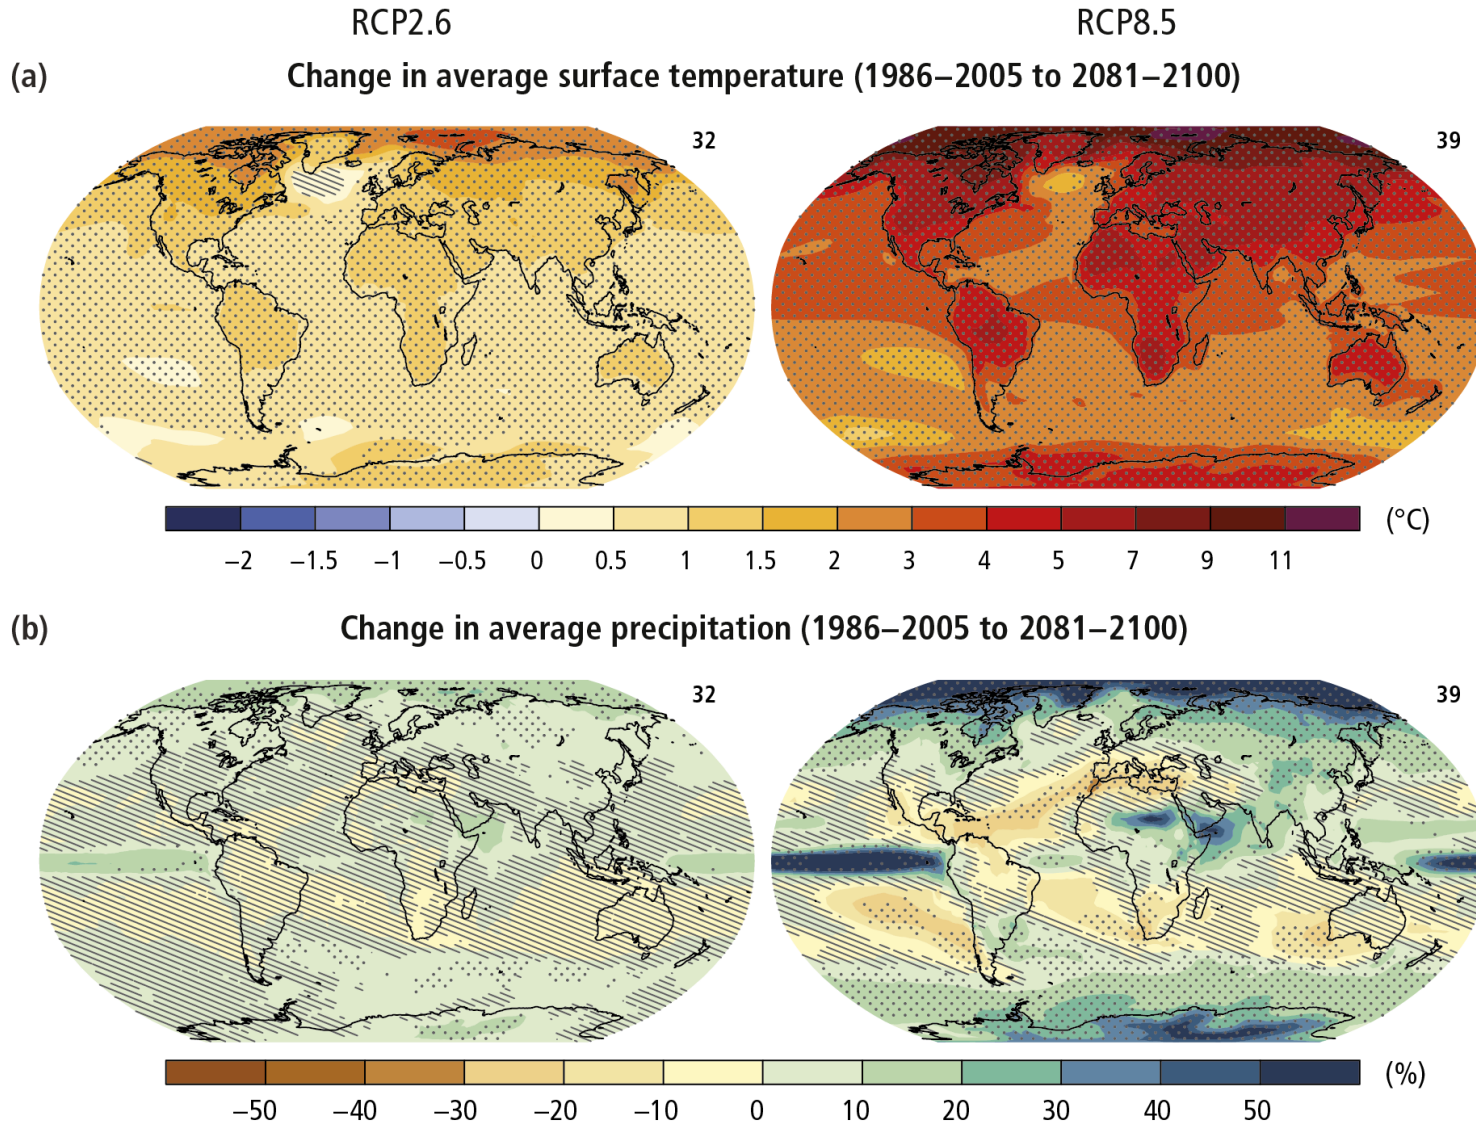 RCP2.6 RCP8.5
(a) Change in average surface temperature (1986–2005 to 2081–2100)
32 39
(°C)
−2 −1.5 −1 −0.5 0 0.5 1 1.5 2 3 4 5 7 9 11
(b) Change in average precipitation (1986–2005 to 2081–2100)
32 39
(%)
−50 −40 −30 −20 −10 0 10 20 30 40 50